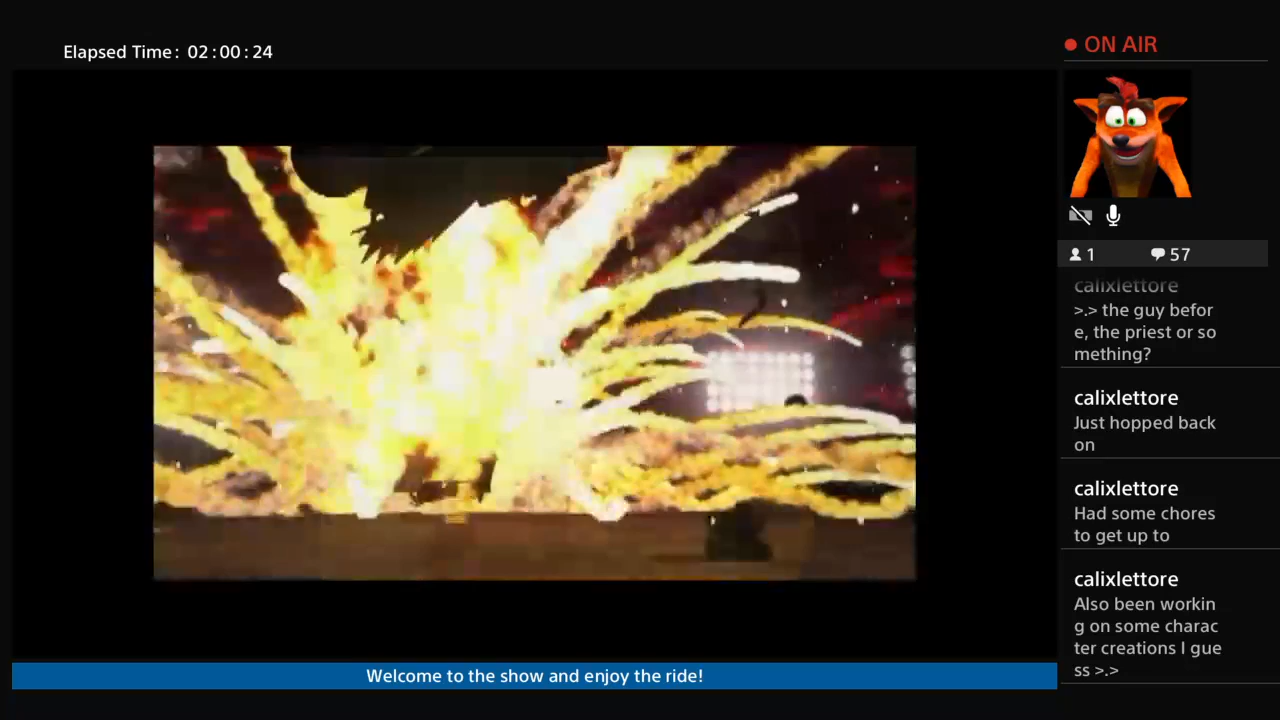 Elapsed Time: 02:00:24
ON AIR
1
57
calixlettore
>.> the guy befor
e, the priest or so
mething?
calixlettore
Just hopped back
on
calixlettore
Had some chores
to get up to
calixlettore
Also been workin
g on some charac
ter creations I gue
ss >.>
Welcome to the show and enjoy the ride!